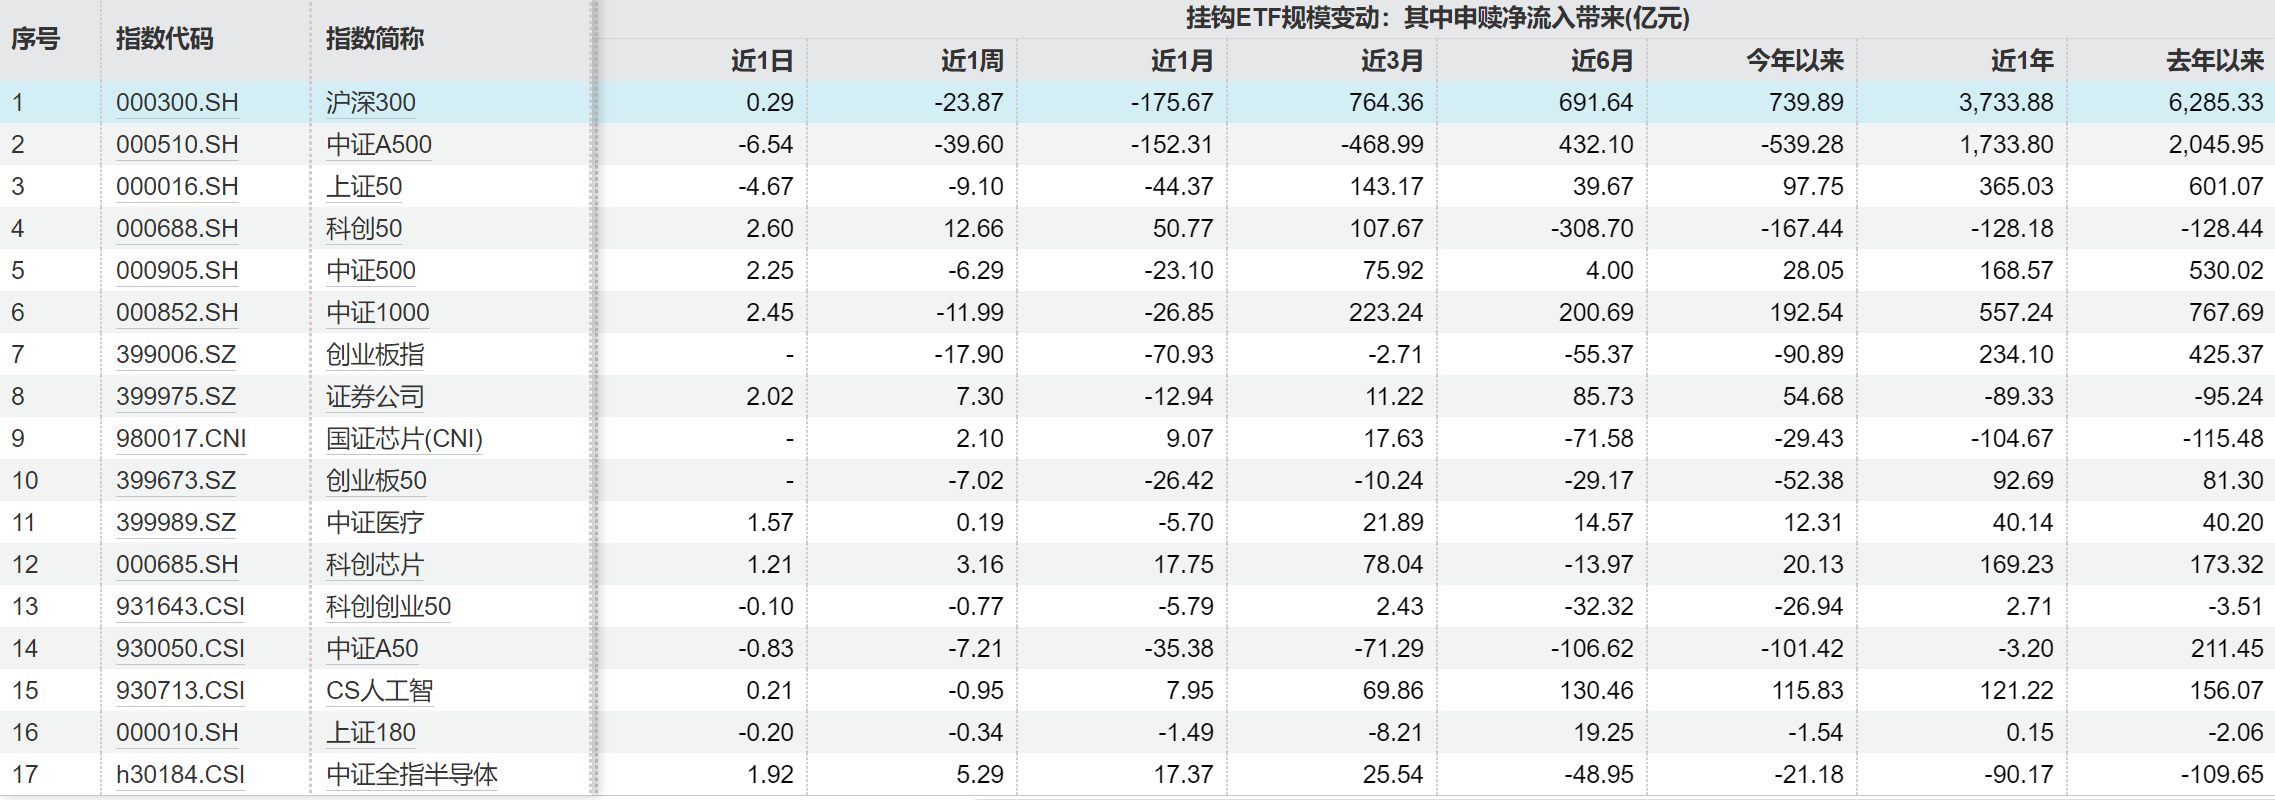 序号 指数代码 指数简称 挂钩ETF规模变动：其中申赎净流入带来(亿元)
近1日 近1周 近1月 近3月 近6月 今年以来 近1年 去年以来
1 000300.SH 沪深300 0.29 -23.87 -175.67 764.36 691.64 739.89 3,733.88 6,285.33
2 000510.SH 中证A500 -6.54 -39.60 -152.31 -468.99 432.10 -539.28 1,733.80 2,045.95
3 000016.SH 上证50 -4.67 -9.10 -44.37 143.17 39.67 97.75 365.03 601.07
4 000688.SH 科创50 2.60 12.66 50.77 107.67 -308.70 -167.44 -128.18 -128.44
5 000905.SH 中证500 2.25 -6.29 -23.10 75.92 4.00 28.05 168.57 530.02
6 000852.SH 中证1000 2.45 -11.99 -26.85 223.24 200.69 192.54 557.24 767.69
7 399006.SZ 创业板指 - -17.90 -70.93 -2.71 -55.37 -90.89 234.10 425.37
8 399975.SZ 证券公司 2.02 7.30 -12.94 11.22 85.73 54.68 -89.33 -95.24
9 980017.CNI 国证芯片(CNI) - 2.10 9.07 17.63 -71.58 -29.43 -104.67 -115.48
10 399673.SZ 创业板50 - -7.02 -26.42 -10.24 -29.17 -52.38 92.69 81.30
11 399989.SZ 中证医疗 1.57 0.19 -5.70 21.89 14.57 12.31 40.14 40.20
12 000685.SH 科创芯片 1.21 3.16 17.75 78.04 -13.97 20.13 169.23 173.32
13 931643.CSI 科创创业50 -0.10 -0.77 -5.79 2.43 -32.32 -26.94 2.71 -3.51
14 930050.CSI 中证A50 -0.83 -7.21 -35.38 -71.29 -106.62 -101.42 -3.20 211.45
15 930713.CSI CS人工智 0.21 -0.95 7.95 69.86 130.46 115.83 121.22 156.07
16 000010.SH 上证180 -0.20 -0.34 -1.49 -8.21 19.25 -1.54 0.15 -2.06
17 h30184.CSI 中证全指半导体 1.92 5.29 17.37 25.54 -48.95 -21.18 -90.17 -109.65